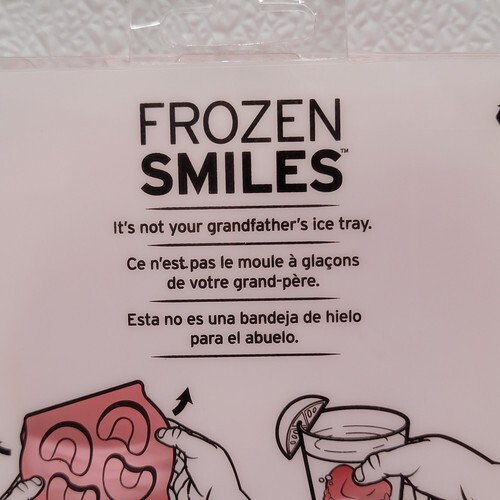 FROZEN
SMILES™
It's not your grandfather's ice tray.
Ce n'est pas le moule à glaçons
de votre grand-père.
Esta no es una bandeja de hielo
para el abuelo.